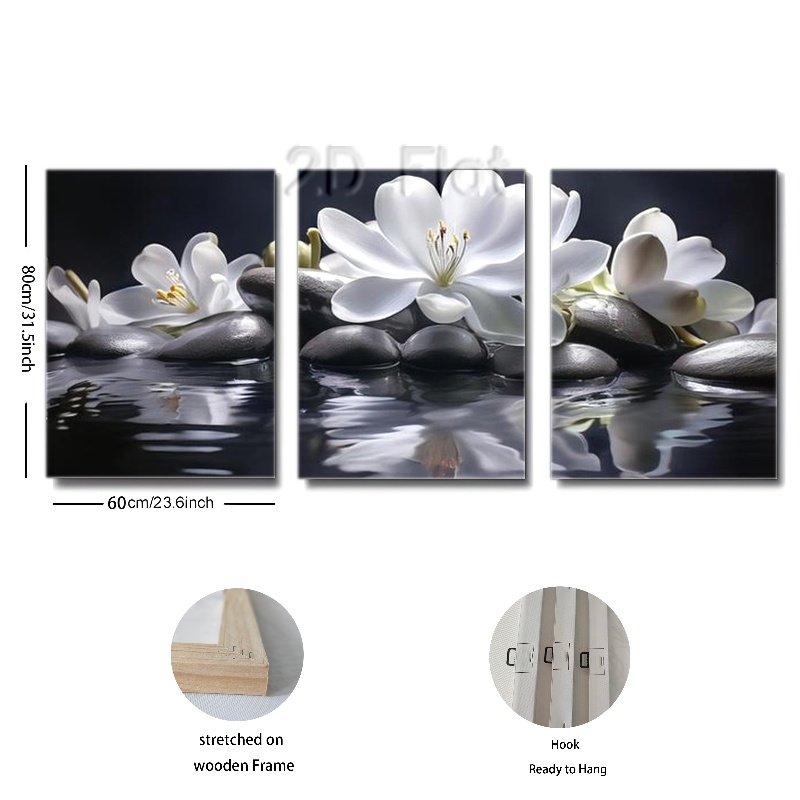 2D Flat
80cm/31.5inch
60cm/23.6inch
stretched on
wooden Frame
Hook
Ready to Hang